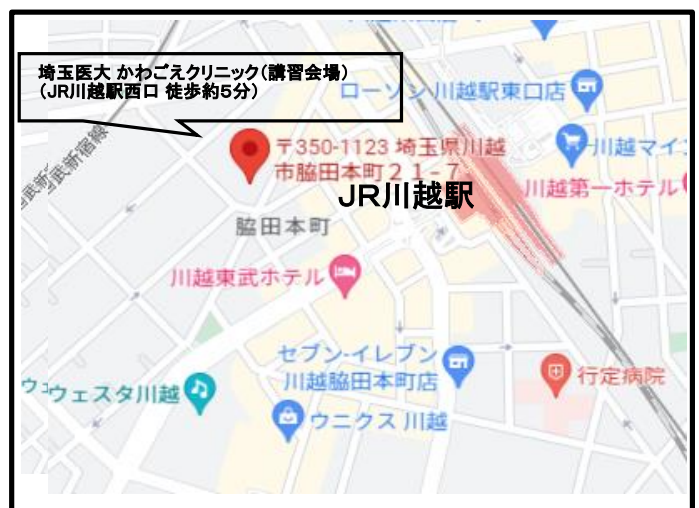 埼玉医大 かわごえクリニック(講習会場)
(JR川越駅西口 徒歩約5分)
ローソン 川越駅東口店
〒350-1123 埼玉県川越
市脇田本町21-7
川越マイン
JR川越駅
川越第一ホテル
脇田本町
川越東武ホテル
セブン-イレブン
川越脇田本町店
行定病院
ウェスタ川越
ウニクス 川越
西武新宿線